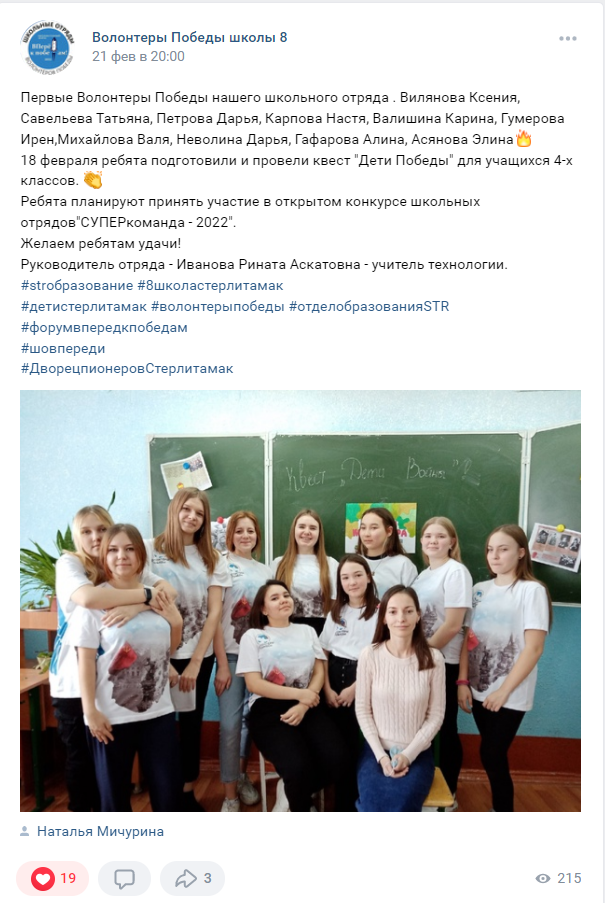 ШКОЛЬНЫЕ ОТРЯДЫ
ВОЛОНТЕРОВ ПОБЕДЫ
Волонтеры Победы школы 8
21 фев в 20:00
Первые Волонтеры Победы нашего школьного отряда . Вилянова Ксения,
Савельева Татьяна, Петрова Дарья, Карпова Настя, Валишина Карина, Гумерова
Ирен,Михайлова Валя, Неволина Дарья, Гафарова Алина, Асянова Элина🔥
18 февраля ребята подготовили и провели квест "Дети Победы" для учащихся 4-х
классов. 👏
Ребята планируют принять участие в открытом конкурсе школьных
отрядов"СУПЕРкоманда - 2022".
Желаем ребятам удачи!
Руководитель отряда - Иванова Рината Аскатовна - учитель технологии.
#strобразование #8школастерлитамак
#детистерлитамак #волонтерыпобеды #отделобразованияSTR
#форумвпередкпобедам
#шовпереди
#ДворецпионеровСтерлитамак
Квест "Дети Войны"
Наталья Мичурина
19
3
215